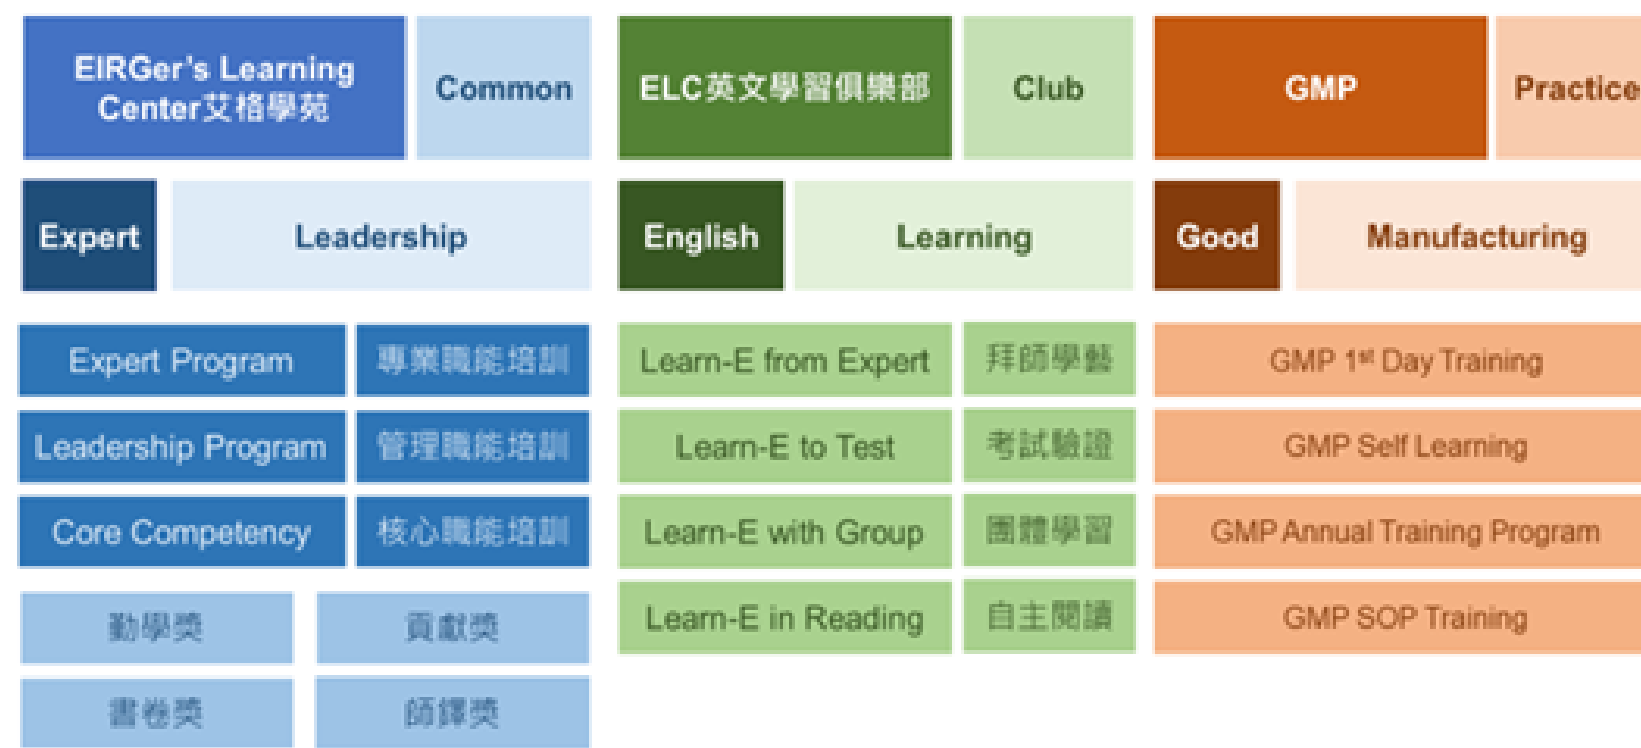 EIRGer's Learning
Center艾格學苑
Common
Expert
Leadership
Expert Program
專業職能培訓
Leadership Program
管理職能培訓
Core Competency
核心職能培訓
勤學獎
貢獻獎
書卷獎
師鐸獎
ELC英文學習俱樂部
Club
English
Learning
Learn-E from Expert
拜師學藝
Learn-E to Test
考試驗證
Learn-E with Group
團體學習
Learn-E in Reading
自主閱讀
GMP
Practice
Good
Manufacturing
GMP 1st Day Training
GMP Self Learning
GMP Annual Training Program
GMP SOP Training